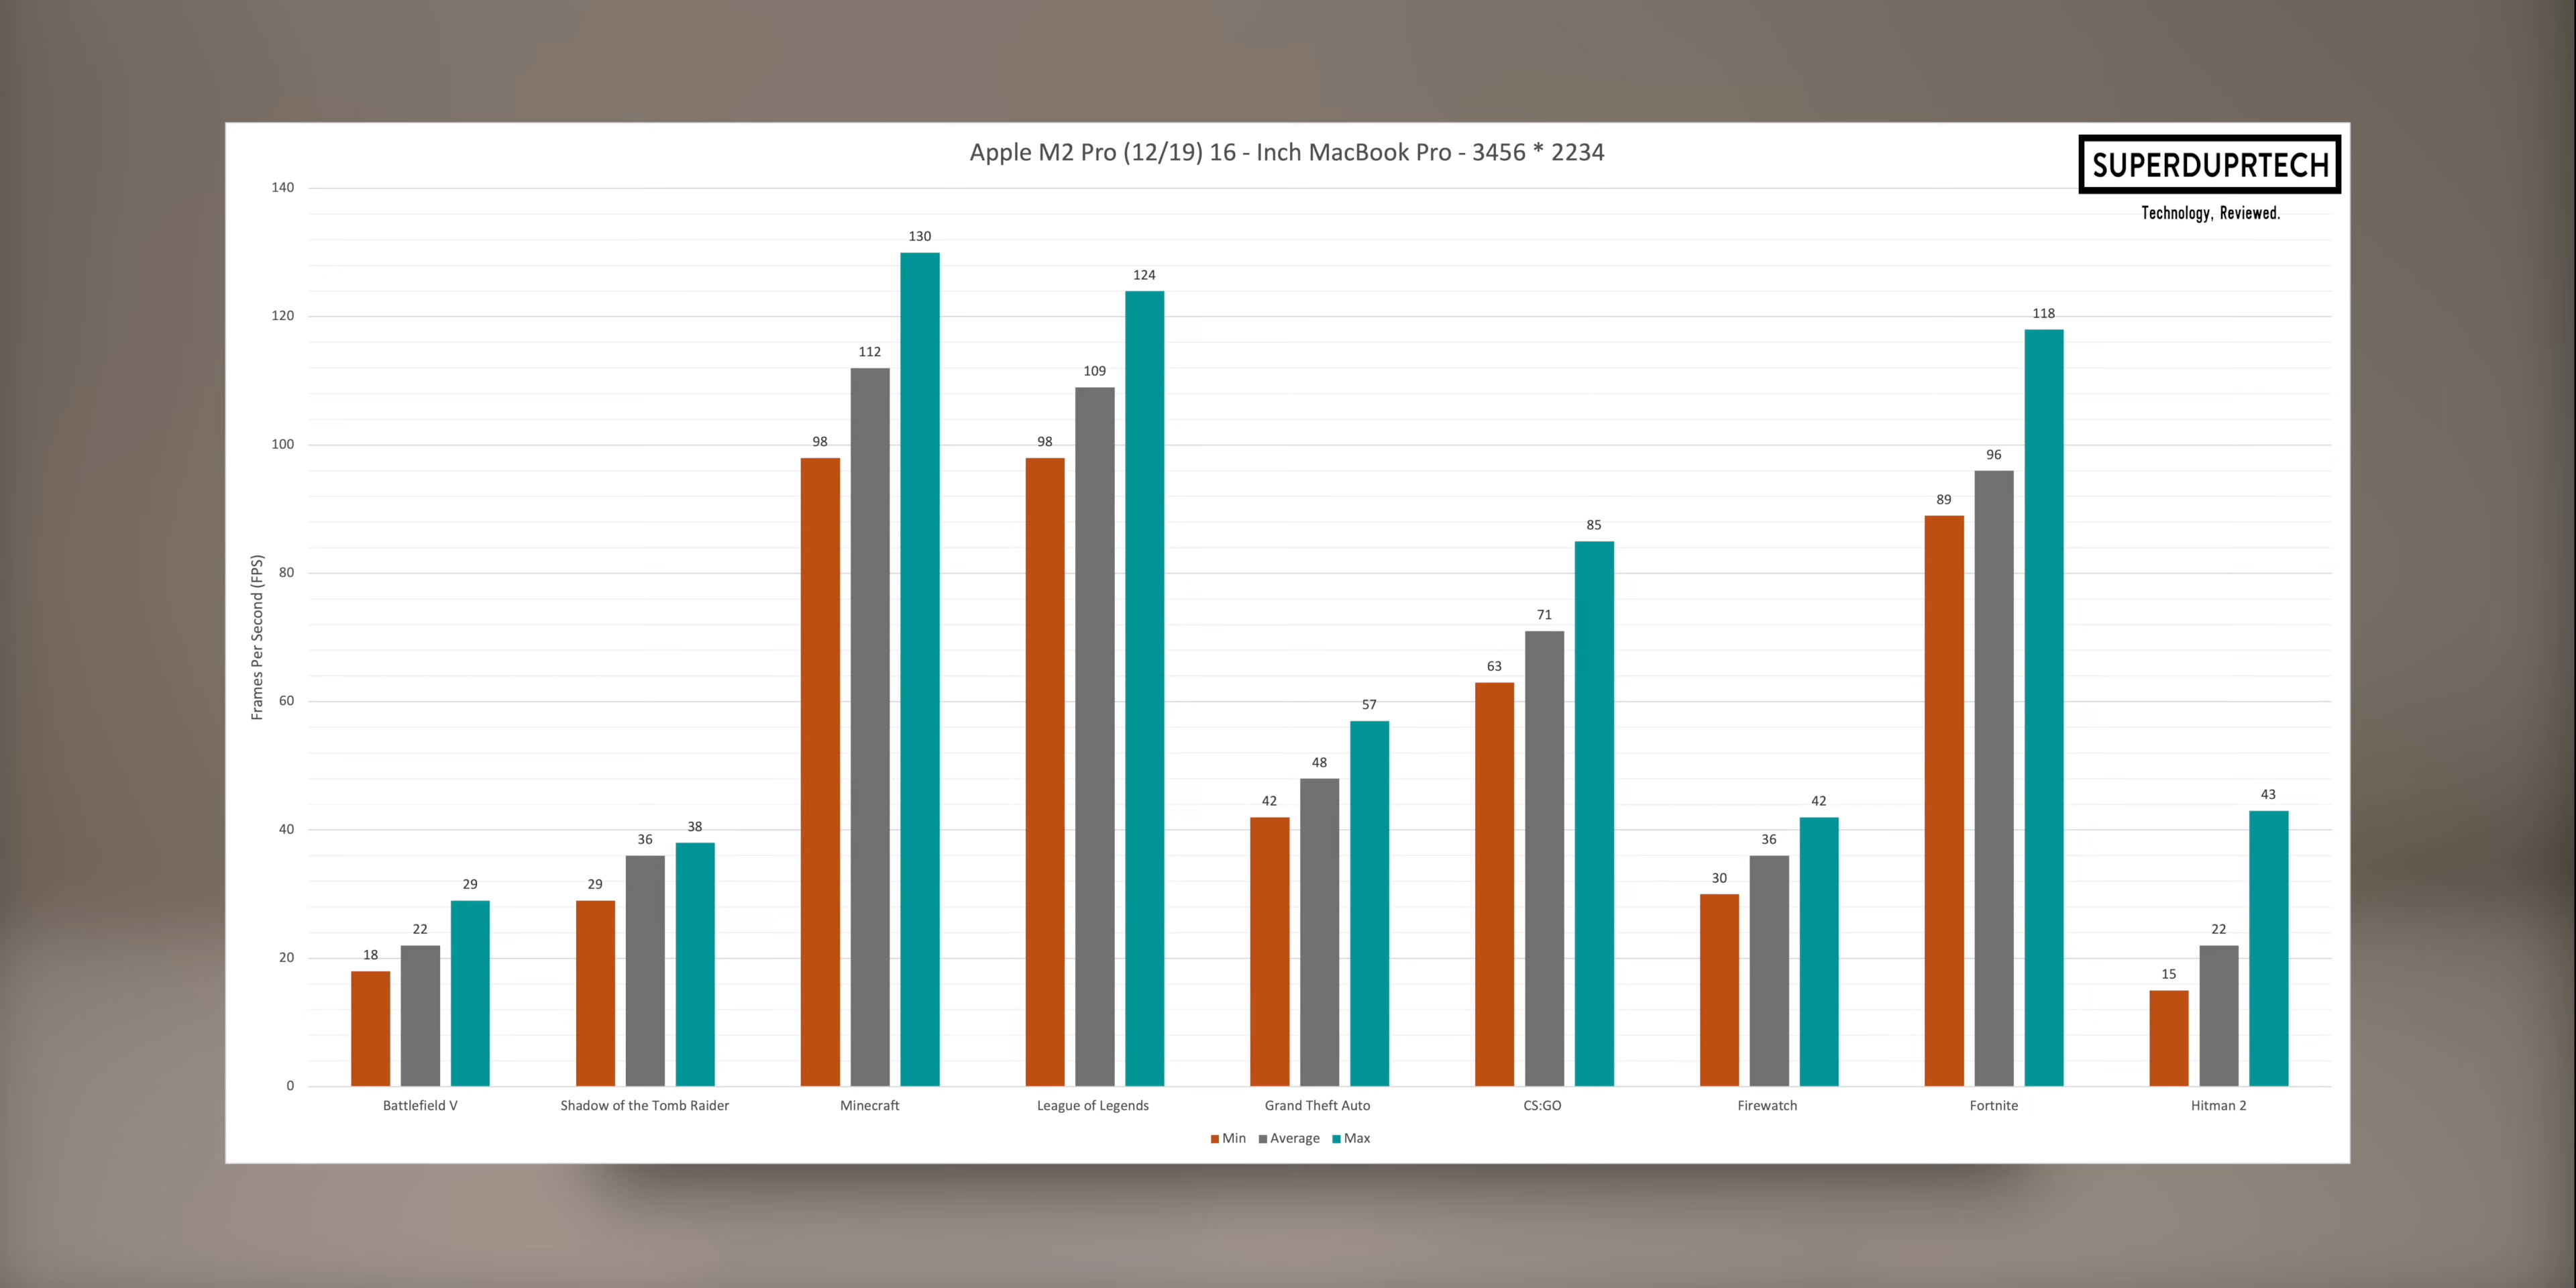 Apple M2 Pro (12/19) 16 - Inch MacBook Pro - 3456 * 2234
SUPERDUPRTECH
Technology, Reviewed.
Frames Per Second (FPS)
140
120
100
80
60
40
20
0
18 22 29
29 36 38
98 112 130
98 109 124
42 48 57
63 71 85
30 36 42
89 96 118
15 22 43
Battlefield V Shadow of the Tomb Raider Minecraft League of Legends Grand Theft Auto CS:GO Firewatch Fortnite Hitman 2
Min Average Max